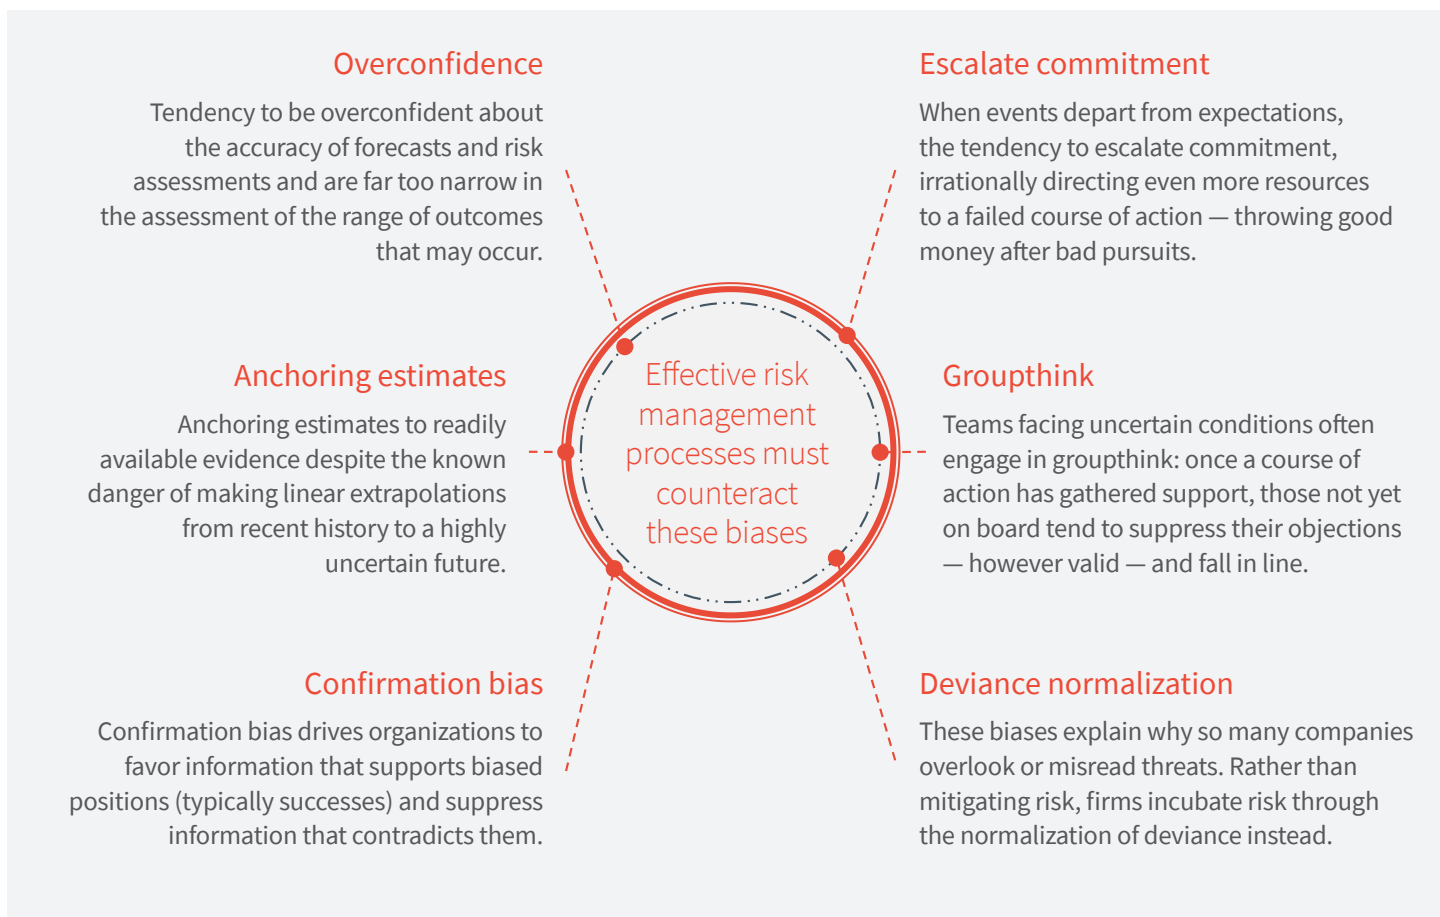 Overconfidence
Tendency to be overconfident about
the accuracy of forecasts and risk
assessments and are far too narrow in
the assessment of the range of outcomes
that may occur.
Anchoring estimates
Anchoring estimates to readily
available evidence despite the known
danger of making linear extrapolations
from recent history to a highly
uncertain future.
Confirmation bias
Confirmation bias drives organizations to
favor information that supports biased
positions (typically successes) and suppress
information that contradicts them.
Effective risk
management
processes must
counteract
these biases
Escalate commitment
When events depart from expectations,
the tendency to escalate commitment,
irrationally directing even more resources
to a failed course of action — throwing good
money after bad pursuits.
Groupthink
Teams facing uncertain conditions often
engage in groupthink: once a course of
action has gathered support, those not yet
on board tend to suppress their objections
— however valid — and fall in line.
Deviance normalization
These biases explain why so many companies
overlook or misread threats. Rather than
mitigating risk, firms incubate risk through
the normalization of deviance instead.